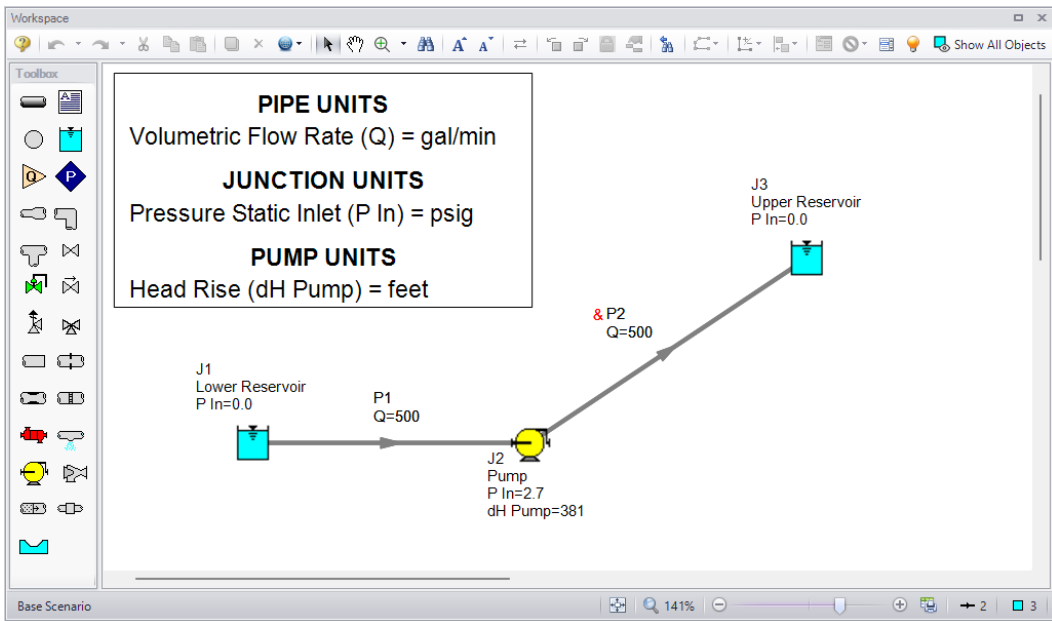 Workspace
Show All Objects
Toolbox
PIPE UNITS
Volumetric Flow Rate (Q) = gal/min
JUNCTION UNITS
Pressure Static Inlet (P In) = psig
PUMP UNITS
Head Rise (dH Pump) = feet
J3
Upper Reservoir
P In=0.0
& P2
Q=500
J1
Lower Reservoir
P In=0.0
P1
Q=500
J2
Pump
P In=2.7
dH Pump=381
Base Scenario
141%
2
3